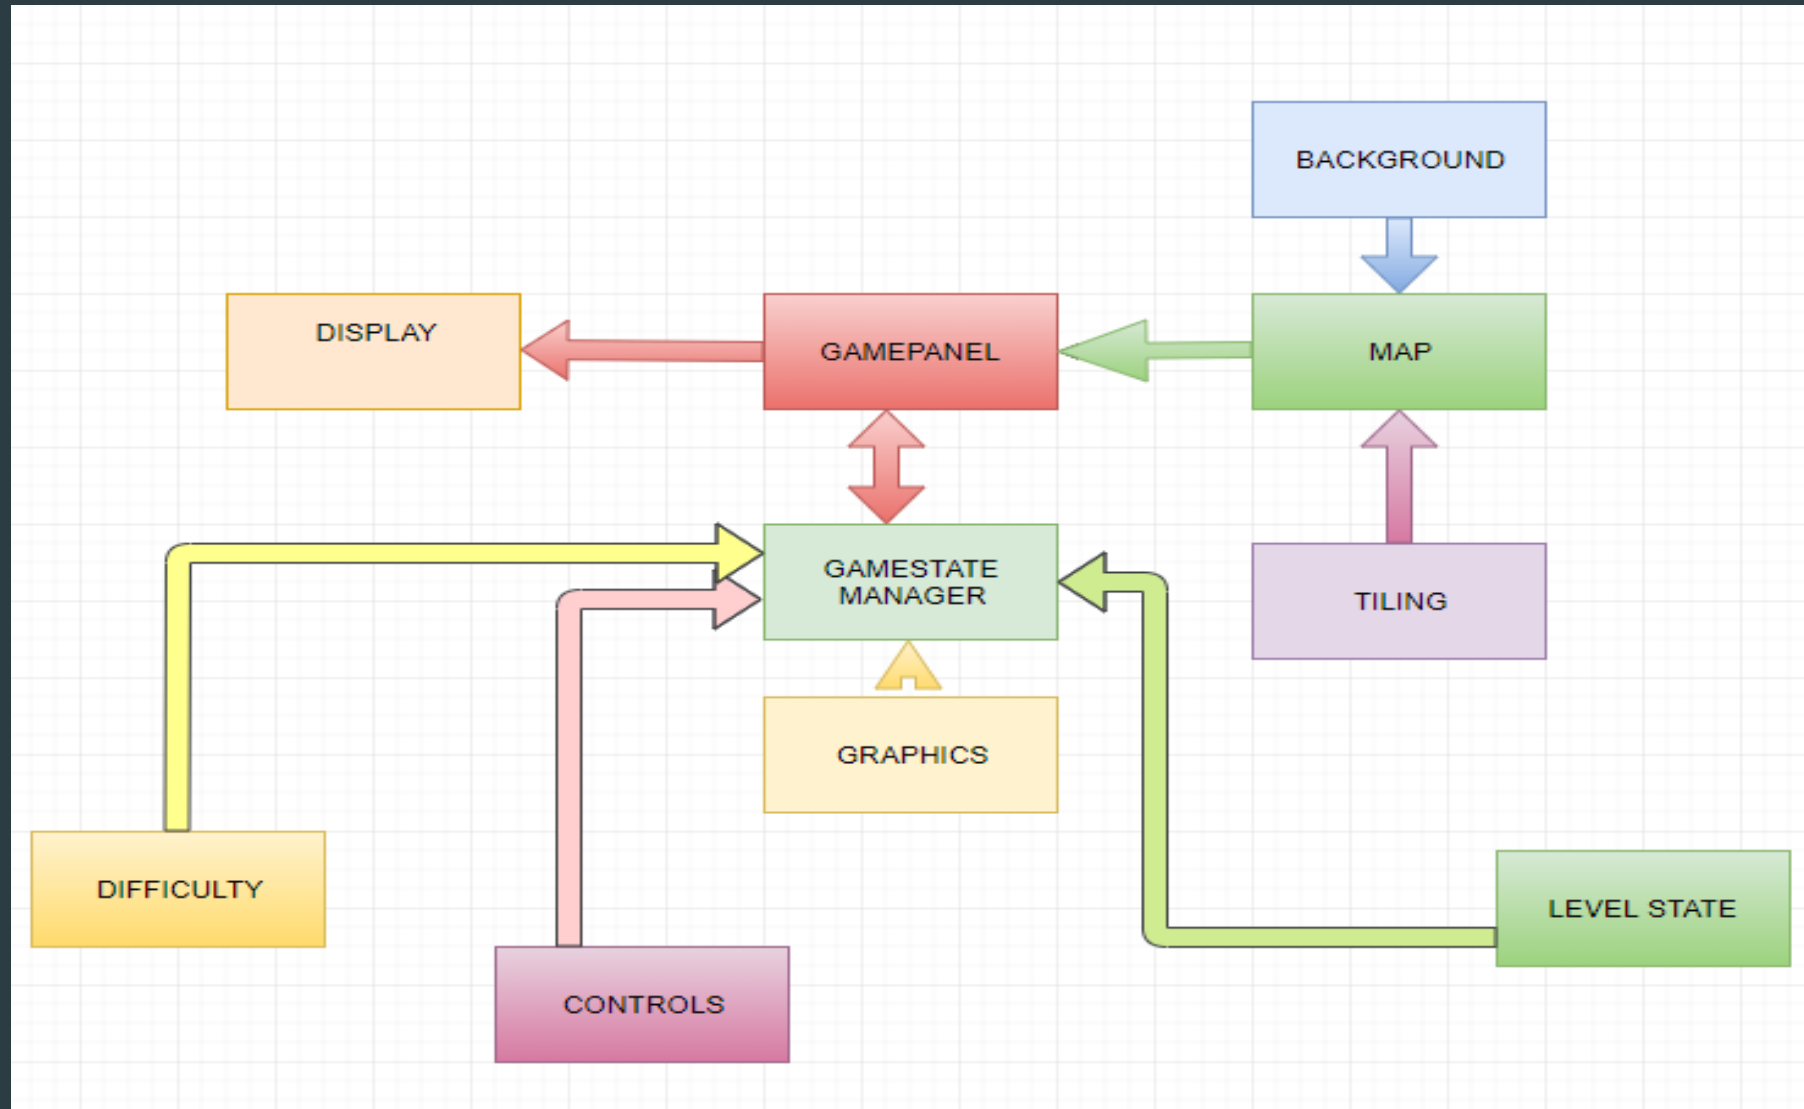 BACKGROUND
DISPLAY
GAMEPANEL
MAP
GAMESTATE
MANAGER
TILING
GRAPHICS
DIFFICULTY
LEVEL STATE
CONTROLS